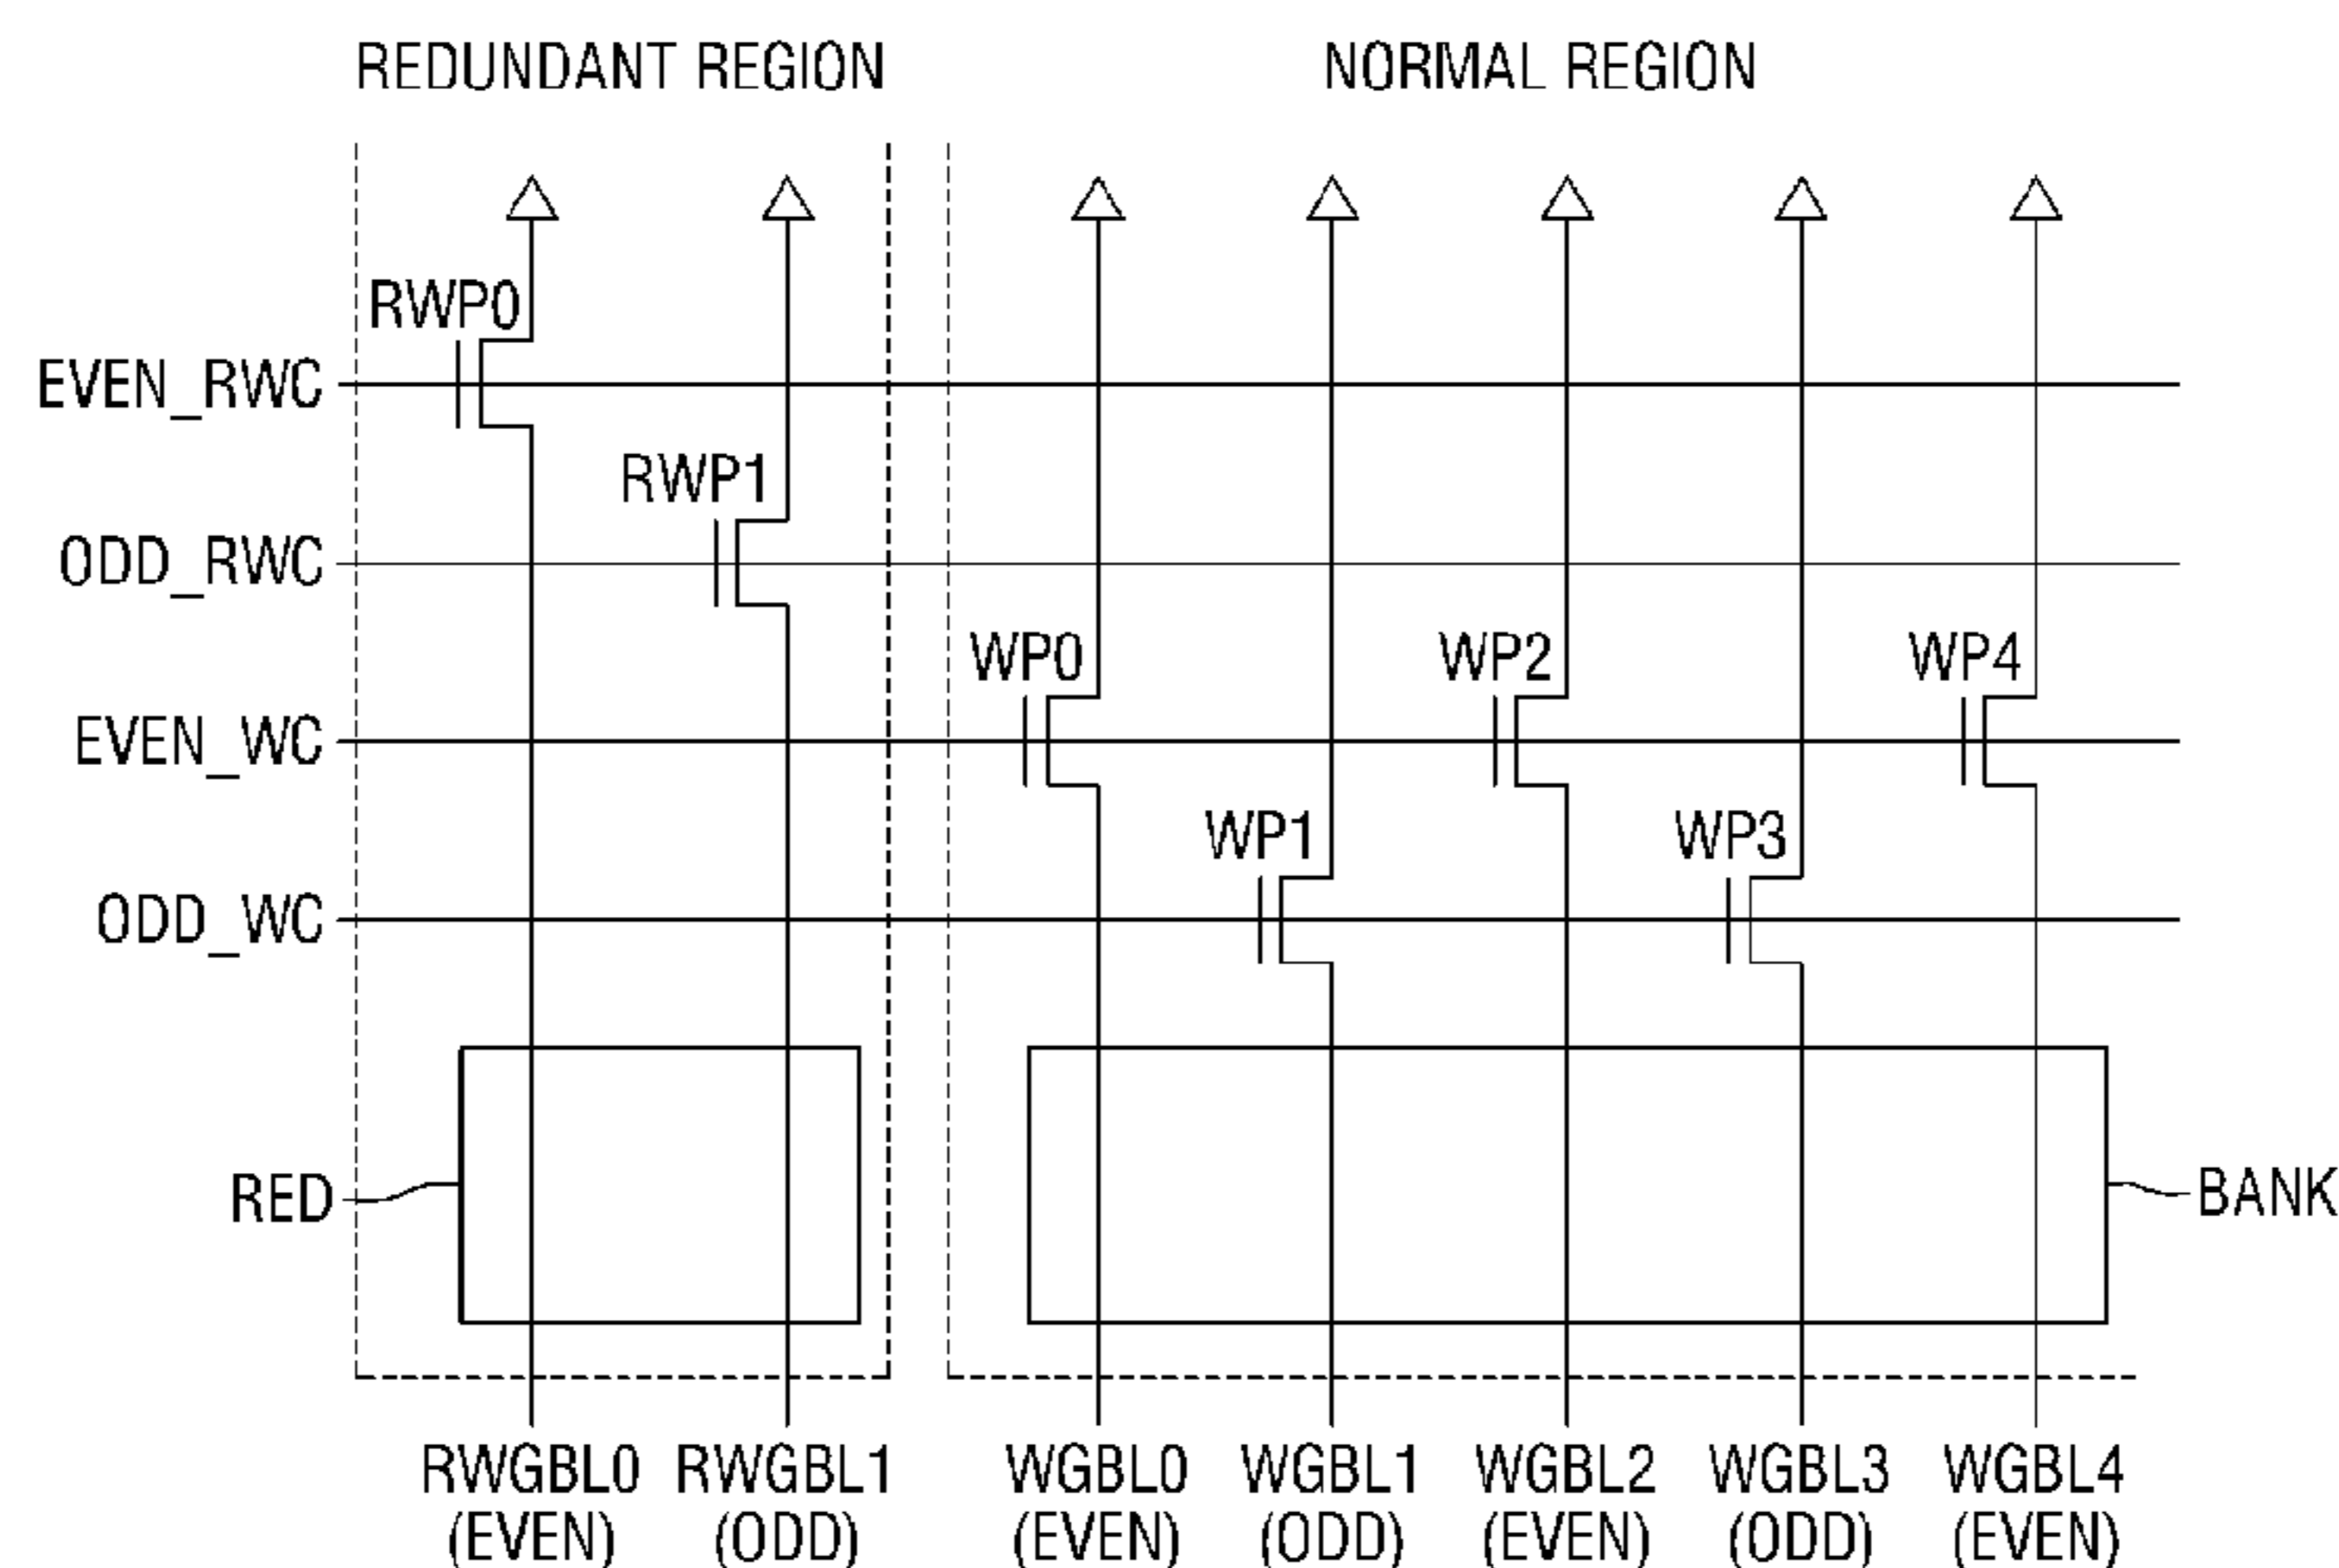 REDUNDANT REGION
NORMAL REGION
RWP0
EVEN_RWC
RWP1
ODD_RWC
WP0
WP2
WP4
EVEN_WC
WP1
WP3
ODD_WC
RED
BANK
RWGBL0
(EVEN)
RWGBL1
(ODD)
WGBL0
(EVEN)
WGBL1
(ODD)
WGBL2
(EVEN)
WGBL3
(ODD)
WGBL4
(EVEN)